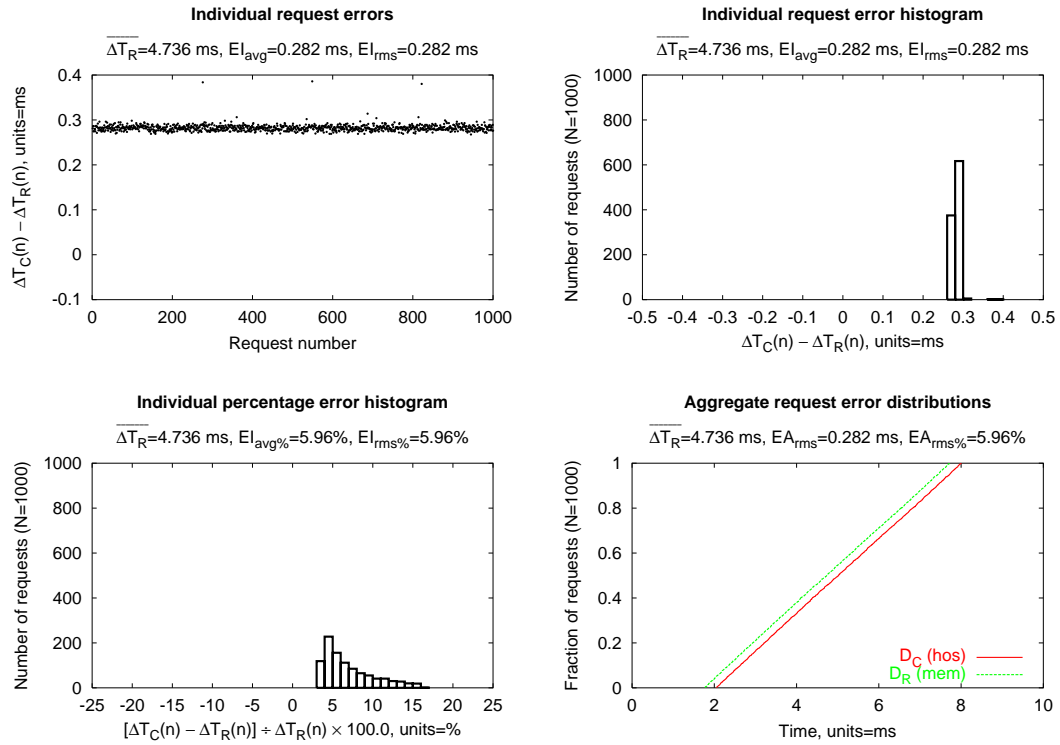 Individual request errors
ΔT_R=4.736 ms, EI_avg=0.282 ms, EI_rms=0.282 ms
ΔT_C(n) − ΔT_R(n), units=ms
0.4
0.3
0.2
0.1
0
-0.1
0 200 400 600 800 1000
Request number
Individual request error histogram
ΔT_R=4.736 ms, EI_avg=0.282 ms, EI_rms=0.282 ms
Number of requests (N=1000)
1000
800
600
400
200
0
-0.5 -0.4 -0.3 -0.2 -0.1 0 0.1 0.2 0.3 0.4 0.5
ΔT_C(n) − ΔT_R(n), units=ms
Individual percentage error histogram
ΔT_R=4.736 ms, EI_avg%=5.96%, EI_rms%=5.96%
Number of requests (N=1000)
1000
800
600
400
200
0
-25 -20 -15 -10 -5 0 5 10 15 20 25
[ΔT_C(n) − ΔT_R(n)] ÷ ΔT_R(n) × 100.0, units=%
Aggregate request error distributions
ΔT_R=4.736 ms, EA_rms=0.282 ms, EA_rms%=5.96%
Fraction of requests (N=1000)
1
0.8
0.6
0.4
0.2
0
D_C (hos)
D_R (mem)
0 2 4 6 8 10
Time, units=ms